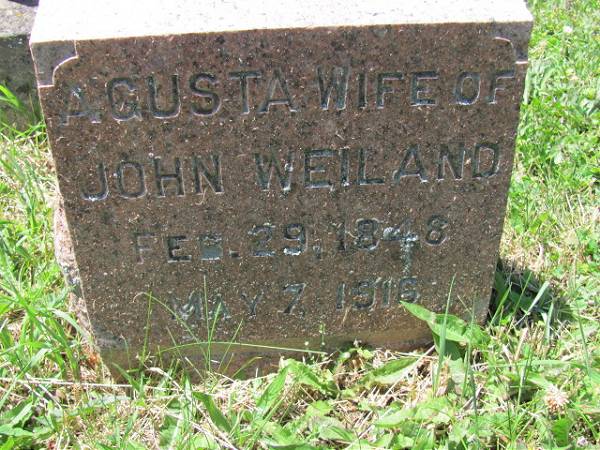 AGUSTA WIFE OF
JOHN WEILAND
FEB. 29, 1848
MAY 7, 1916